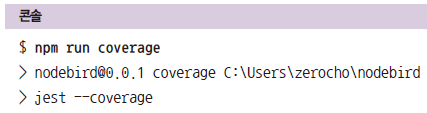 콘솔
$ npm run coverage
> nodebird@0.0.1 coverage C:\Users\zerocho\nodebird
> jest --coverage